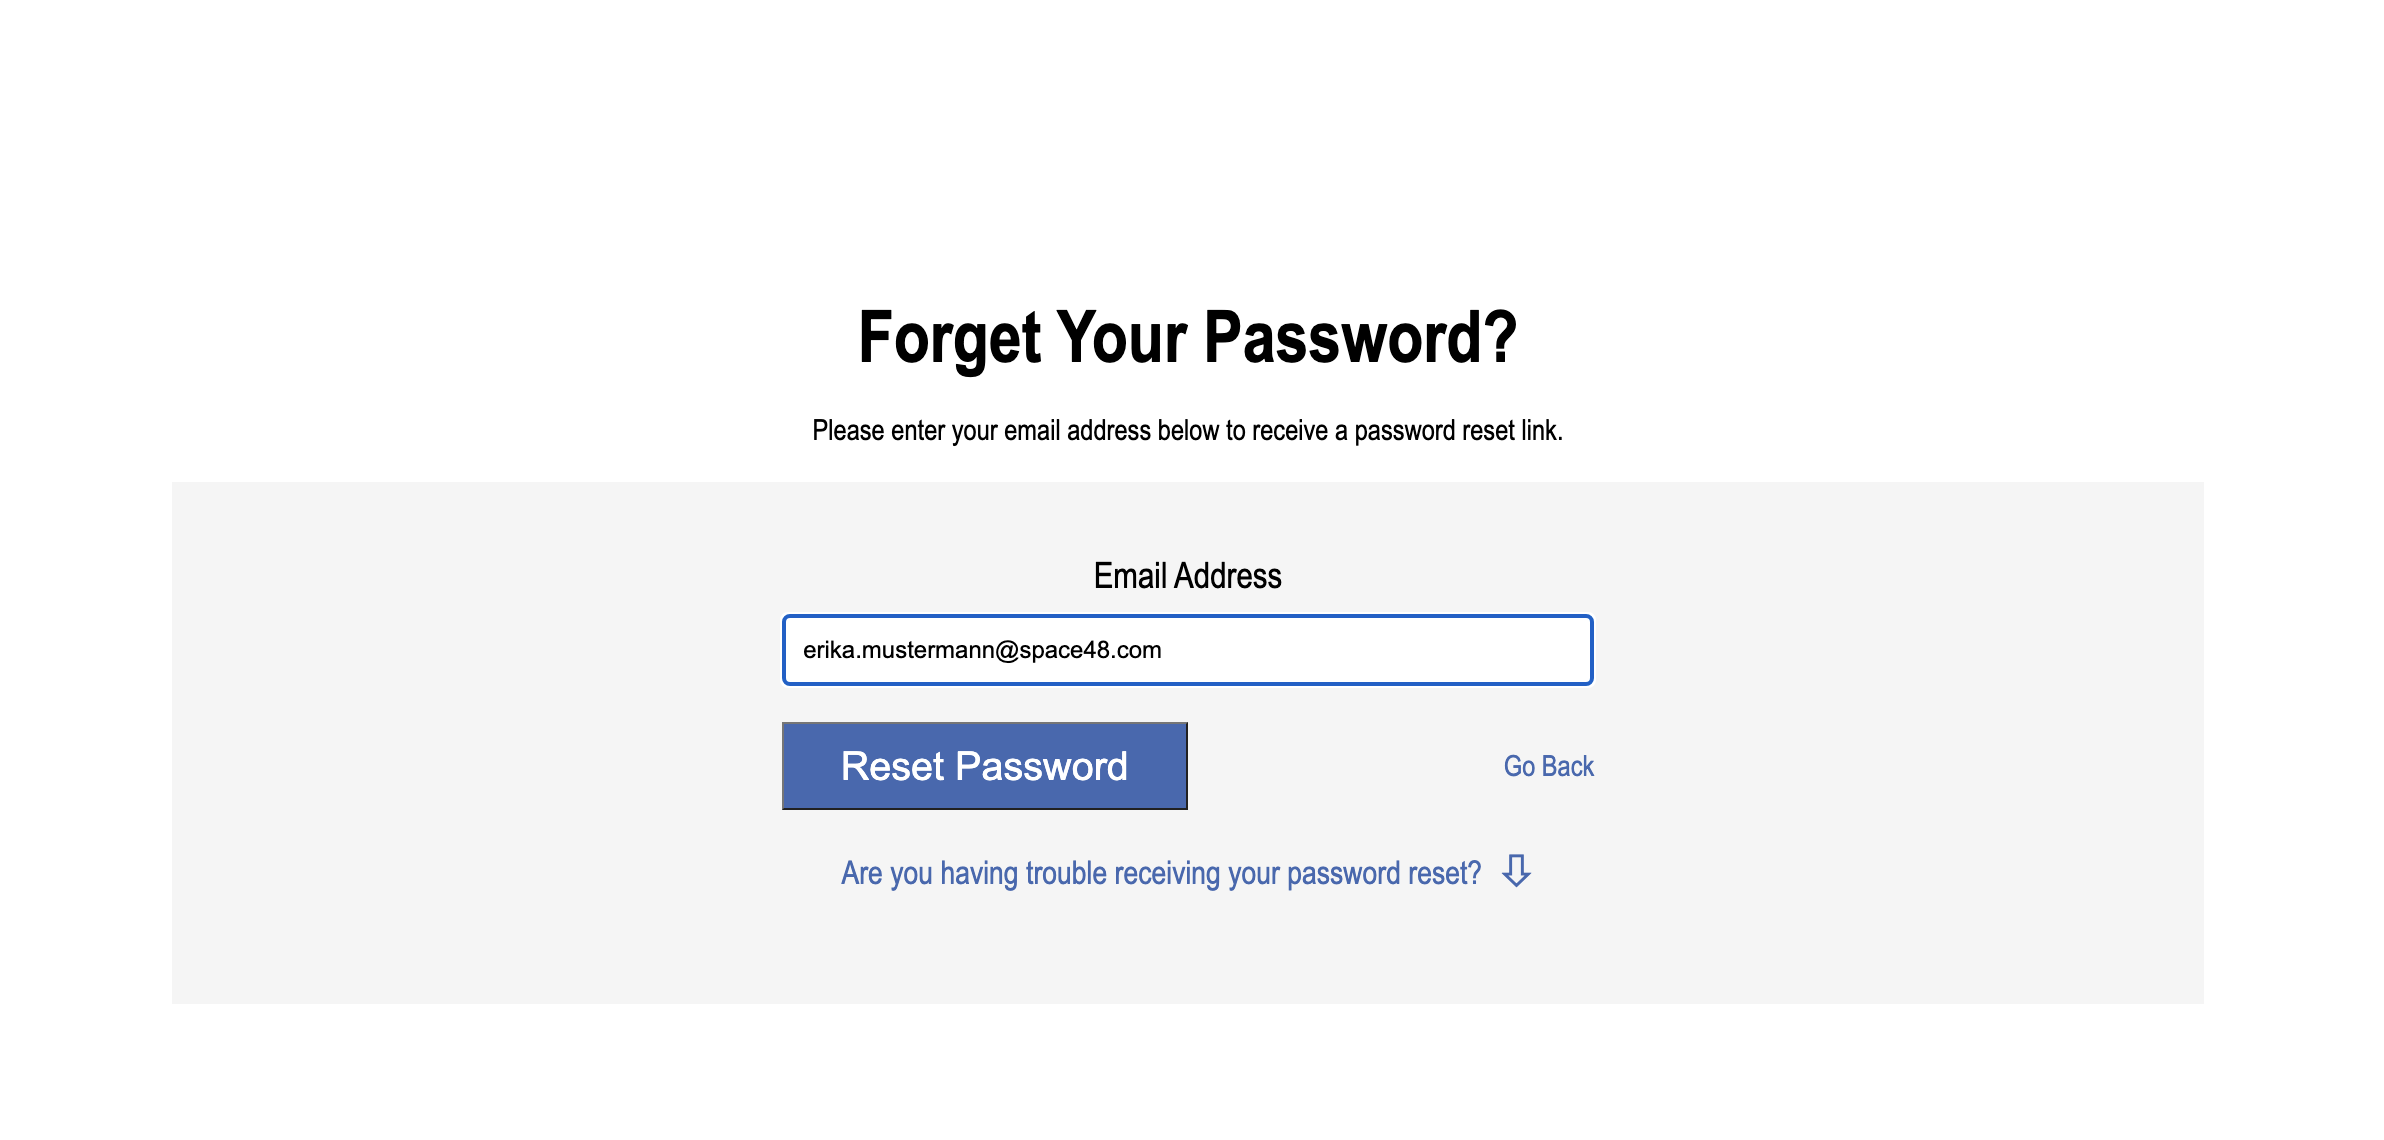 Forget Your Password?
Please enter your email address below to receive a password reset link.
Email Address
erika.mustermann@space48.com
Reset Password
Go Back
Are you having trouble receiving your password reset?